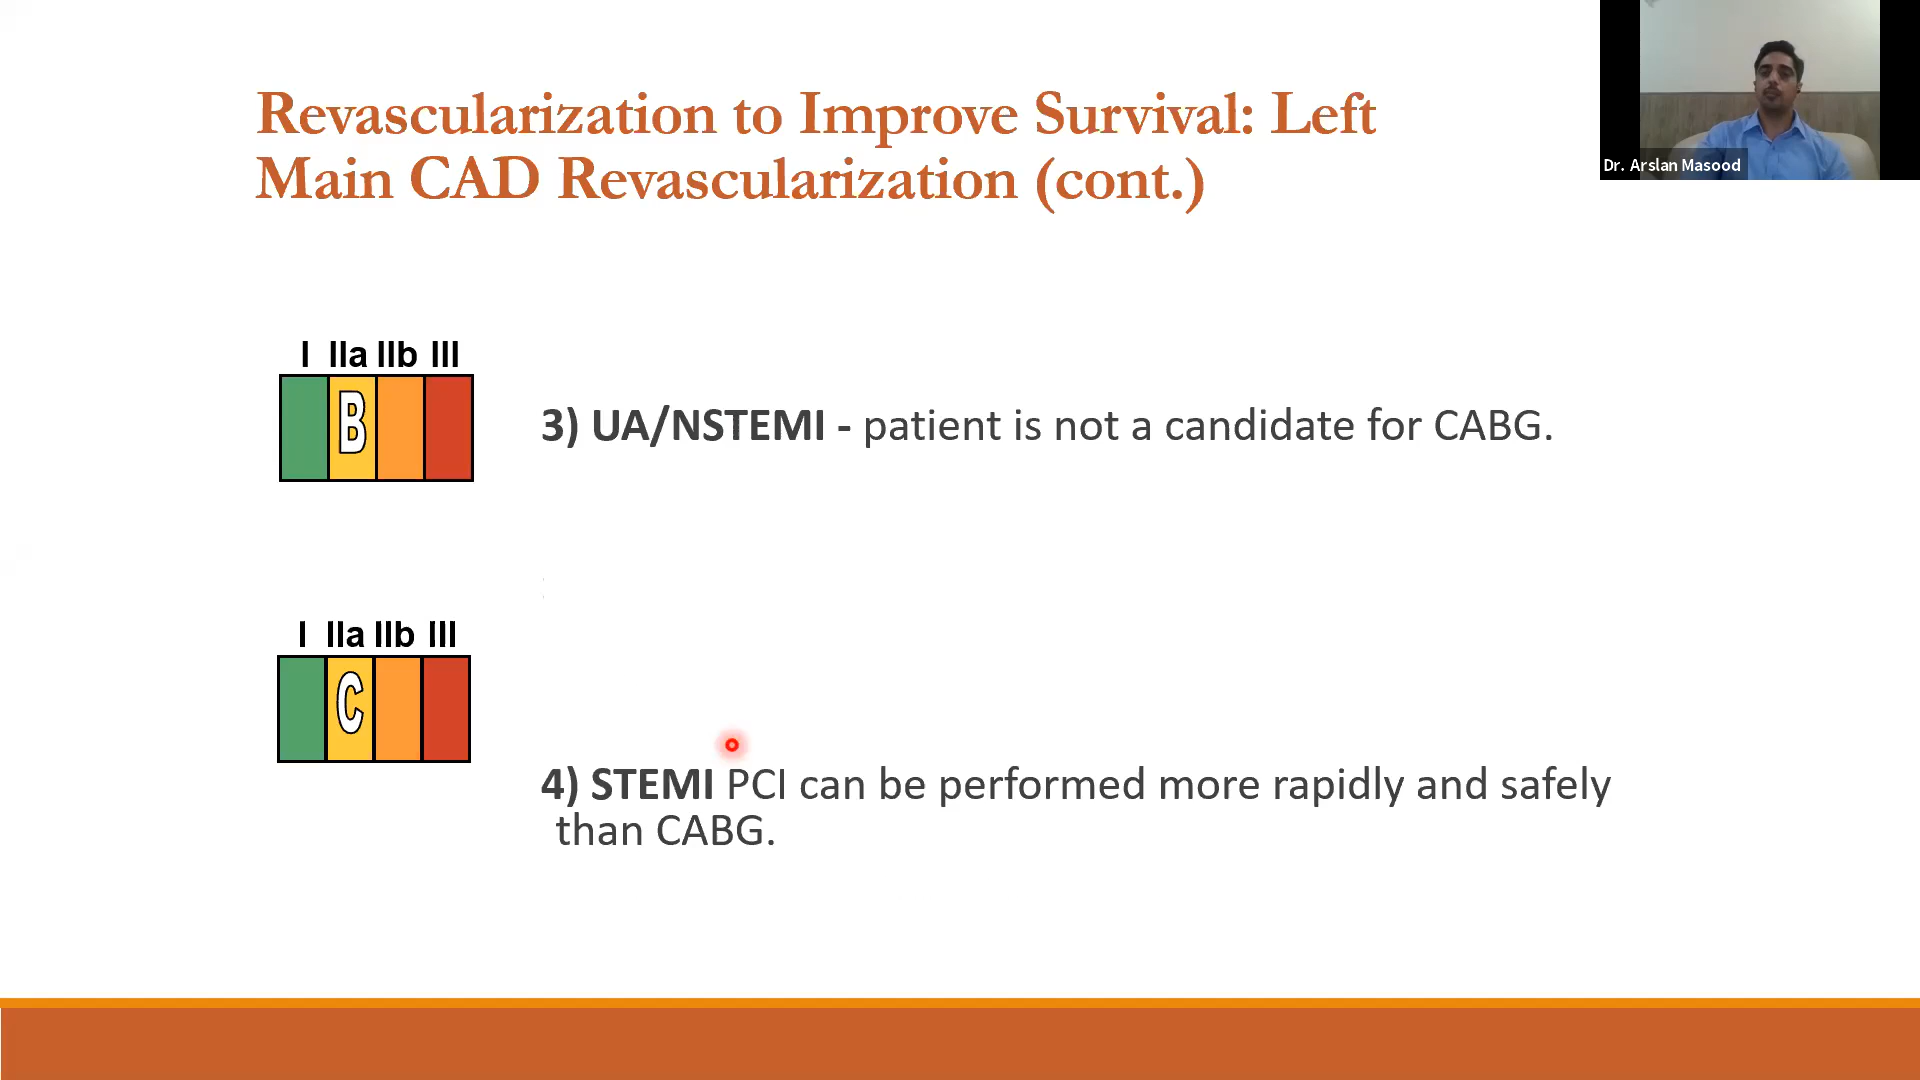 Revascularization to Improve Survival: Left
Main CAD Revascularization (cont.)
Dr. Arslan Masood
I IIa IIb III
B
3) UA/NSTEMI - patient is not a candidate for CABG.
I IIa IIb III
C
4) STEMI PCI can be performed more rapidly and safely
than CABG.